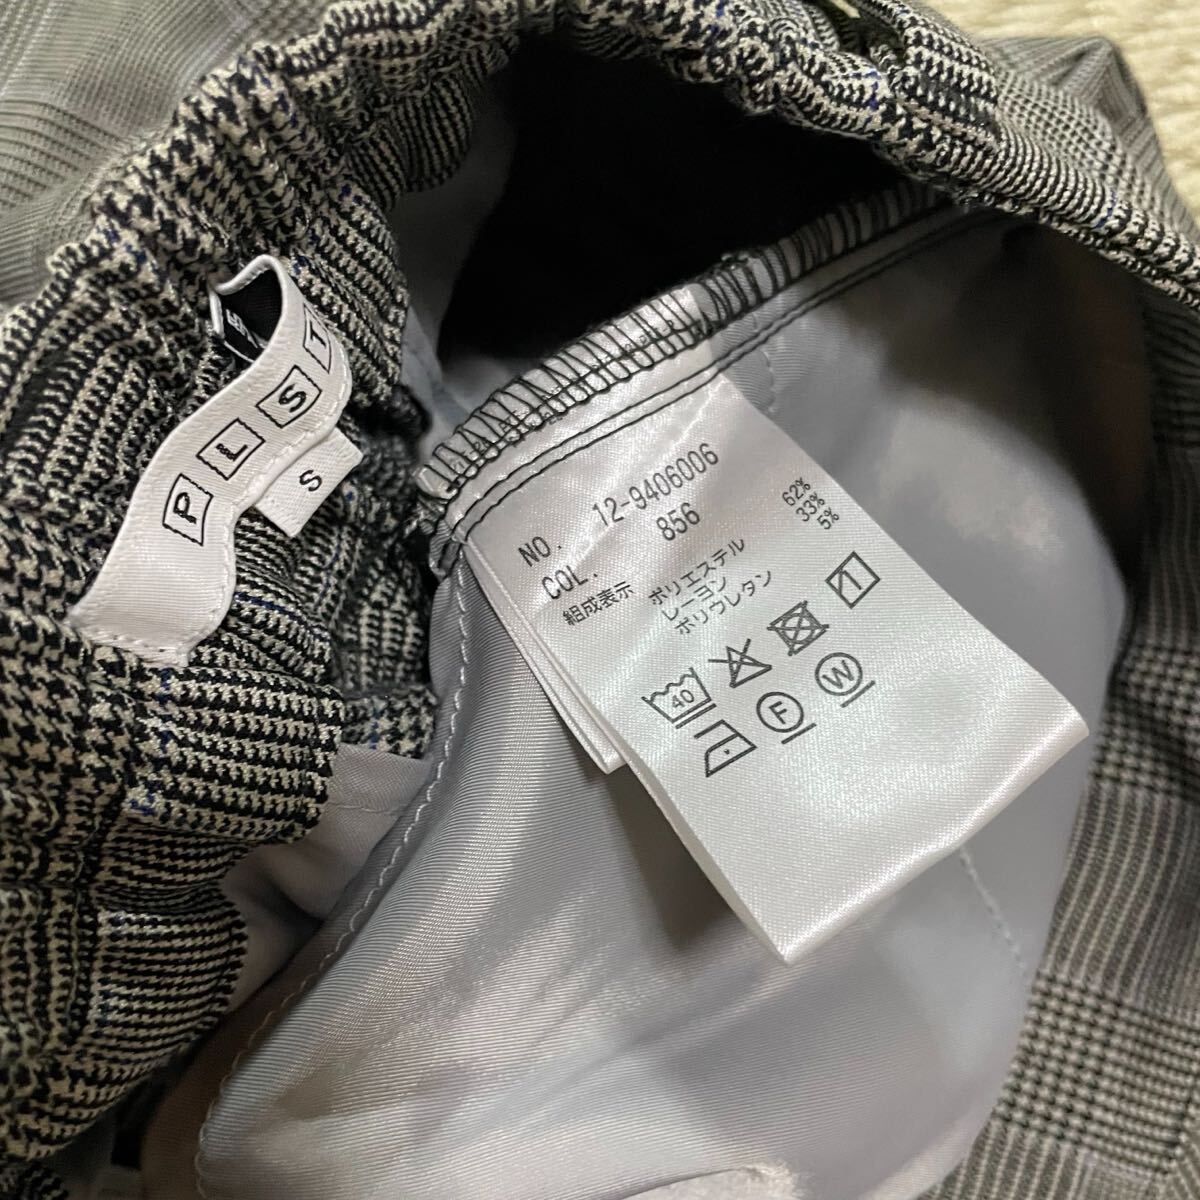 P L S T
S
NO. 12-9406006
COL. 856
組成表示 ポリエステル 62%
レーヨン 33%
ポリウレタン 5%
40
1
F
W